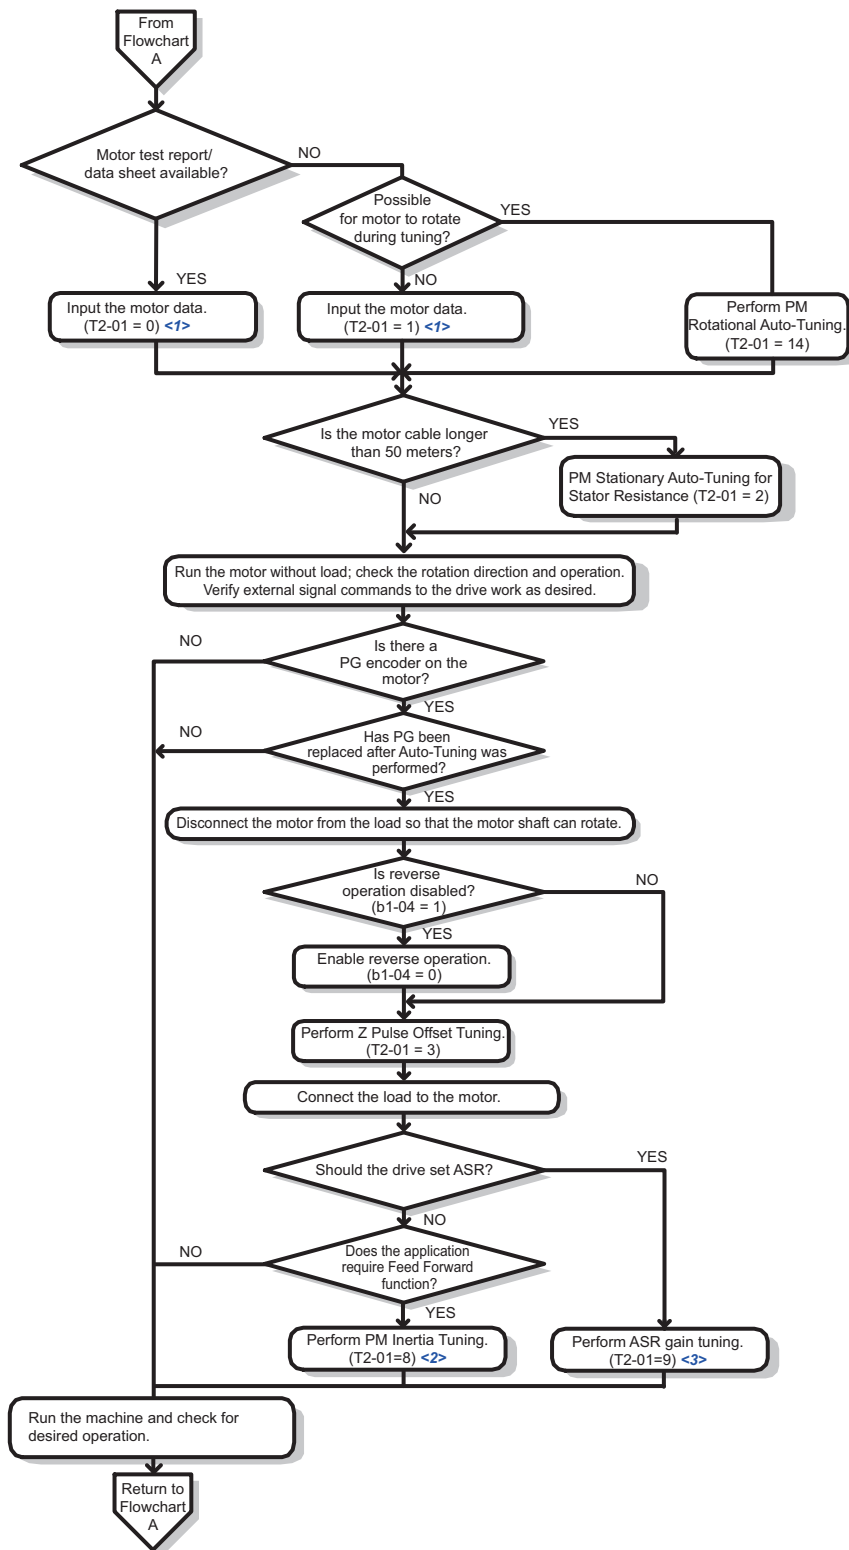 From
Flowchart
A
Motor test report/
data sheet available?
NO
Possible
for motor to rotate
during tuning?
YES
YES
NO
Input the motor data.
(T2-01 = 0) <1>
Input the motor data.
(T2-01 = 1) <1>
Perform PM
Rotational Auto-Tuning.
(T2-01 = 14)
Is the motor cable longer
than 50 meters?
YES
NO
PM Stationary Auto-Tuning for
Stator Resistance (T2-01 = 2)
Run the motor without load; check the rotation direction and operation.
Verify external signal commands to the drive work as desired.
NO
Is there a
PG encoder on the
motor?
YES
NO
Has PG been
replaced after Auto-Tuning was
performed?
YES
Disconnect the motor from the load so that the motor shaft can rotate.
Is reverse
operation disabled?
(b1-04 = 1)
NO
YES
Enable reverse operation.
(b1-04 = 0)
Perform Z Pulse Offset Tuning.
(T2-01 = 3)
Connect the load to the motor.
Should the drive set ASR?
YES
NO
NO
Does the application
require Feed Forward
function?
YES
Perform PM Inertia Tuning.
(T2-01=8) <2>
Perform ASR gain tuning.
(T2-01=9) <3>
Run the machine and check for
desired operation.
Return to
Flowchart
A